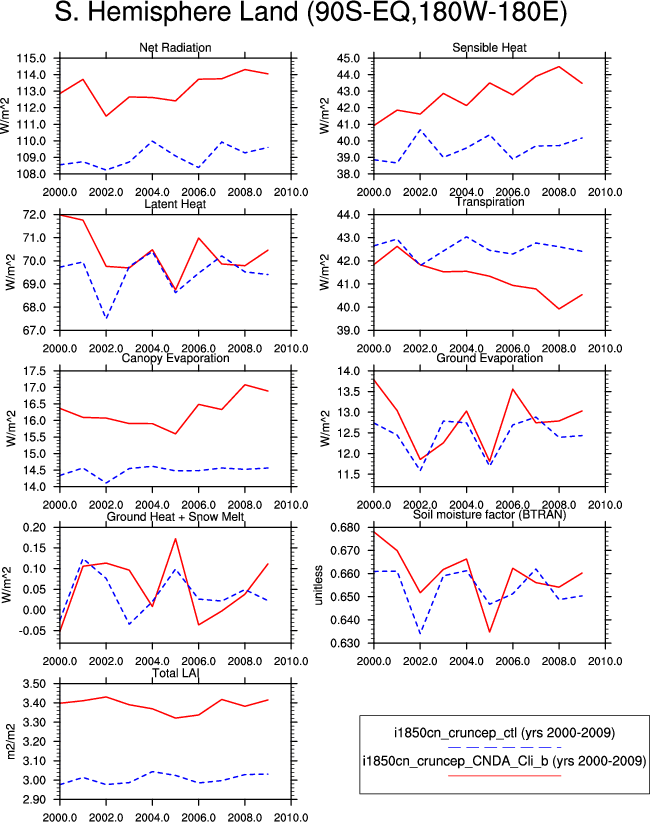 S. Hemisphere Land (90S-EQ,180W-180E)
Net Radiation
115.0
114.0
113.0
112.0
111.0
110.0
109.0
108.0
W/m^2
2000.0 2002.0 2004.0 2006.0 2008.0 2010.0
Sensible Heat
45.0
44.0
43.0
42.0
41.0
40.0
39.0
38.0
W/m^2
2000.0 2002.0 2004.0 2006.0 2008.0 2010.0
Latent Heat
72.0
71.0
70.0
69.0
68.0
67.0
W/m^2
2000.0 2002.0 2004.0 2006.0 2008.0 2010.0
Transpiration
44.0
43.0
42.0
41.0
40.0
39.0
W/m^2
2000.0 2002.0 2004.0 2006.0 2008.0 2010.0
Canopy Evaporation
17.5
17.0
16.5
16.0
15.5
15.0
14.5
14.0
W/m^2
2000.0 2002.0 2004.0 2006.0 2008.0 2010.0
Ground Evaporation
14.0
13.5
13.0
12.5
12.0
11.5
W/m^2
2000.0 2002.0 2004.0 2006.0 2008.0 2010.0
Ground Heat + Snow Melt
0.20
0.15
0.10
0.05
0.00
-0.05
W/m^2
2000.0 2002.0 2004.0 2006.0 2008.0 2010.0
Soil moisture factor (BTRAN)
0.680
0.670
0.660
0.650
0.640
0.630
unitless
2000.0 2002.0 2004.0 2006.0 2008.0 2010.0
Total LAI
3.50
3.40
3.30
3.20
3.10
3.00
2.90
m2/m2
2000.0 2002.0 2004.0 2006.0 2008.0 2010.0
i1850cn_cruncep_ctl (yrs 2000-2009)
i1850cn_cruncep_CNDA_Cli_b (yrs 2000-2009)